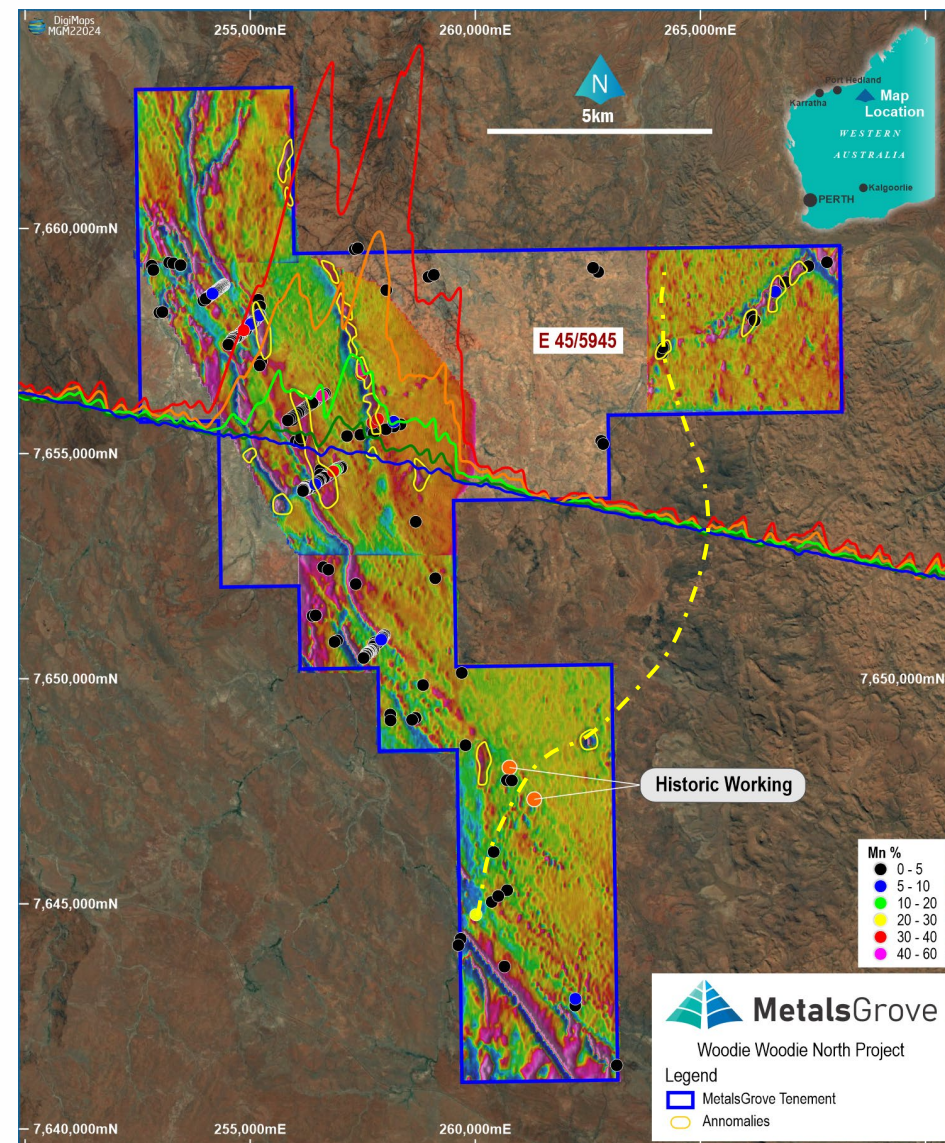 DigiMaps
MGM22024
255,000mE
260,000mE
265,000mE
N
5km
Port Hedland
Karratha
Map
Location
WESTERN
AUSTRALIA
Kalgoorlie
PERTH
7,660,000mN
E 45/5945
7,655,000mN
7,650,000mN
7,650,000mN
Historic Working
Mn %
0 - 5
5 - 10
10 - 20
20 - 30
30 - 40
40 - 60
7,645,000mN
MetalsGrove
Woodie Woodie North Project
Legend
MetalsGrove Tenement
Annomalies
7,640,000mN
255,000mE
260,000mE